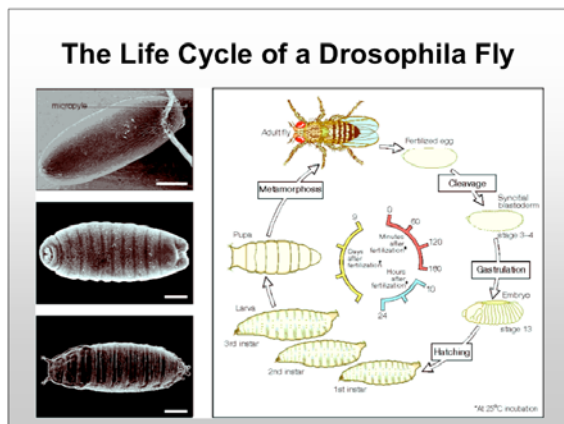 The Life Cycle of a Drosophila Fly
micropyle
Adult fly
Fertilized egg
Cleavage
Syncitial
blastoderm
stage 3-4
Gastrulation
Embryo
stage 13
Hatching
1st instar
2nd instar
3rd instar
Larva
Pupa
Metamorphosis
0
60
120
180
Minutes
after
fertilization
10
24
Hours
after
fertilization
9
Days
after
fertilization
*At 25°C incubation